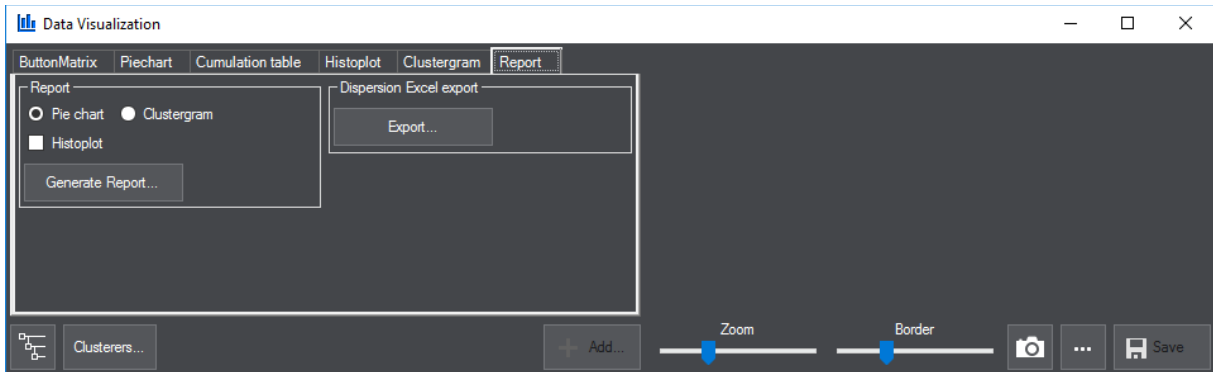 Data Visualization
ButtonMatrix Piechart Cumulation table Histoplot Clustergram Report
Report
Pie chart Clustergram
Histoplot
Generate Report...
Dispersion Excel export
Export...
Clusterers...
Add...
Zoom
Border
...
Save